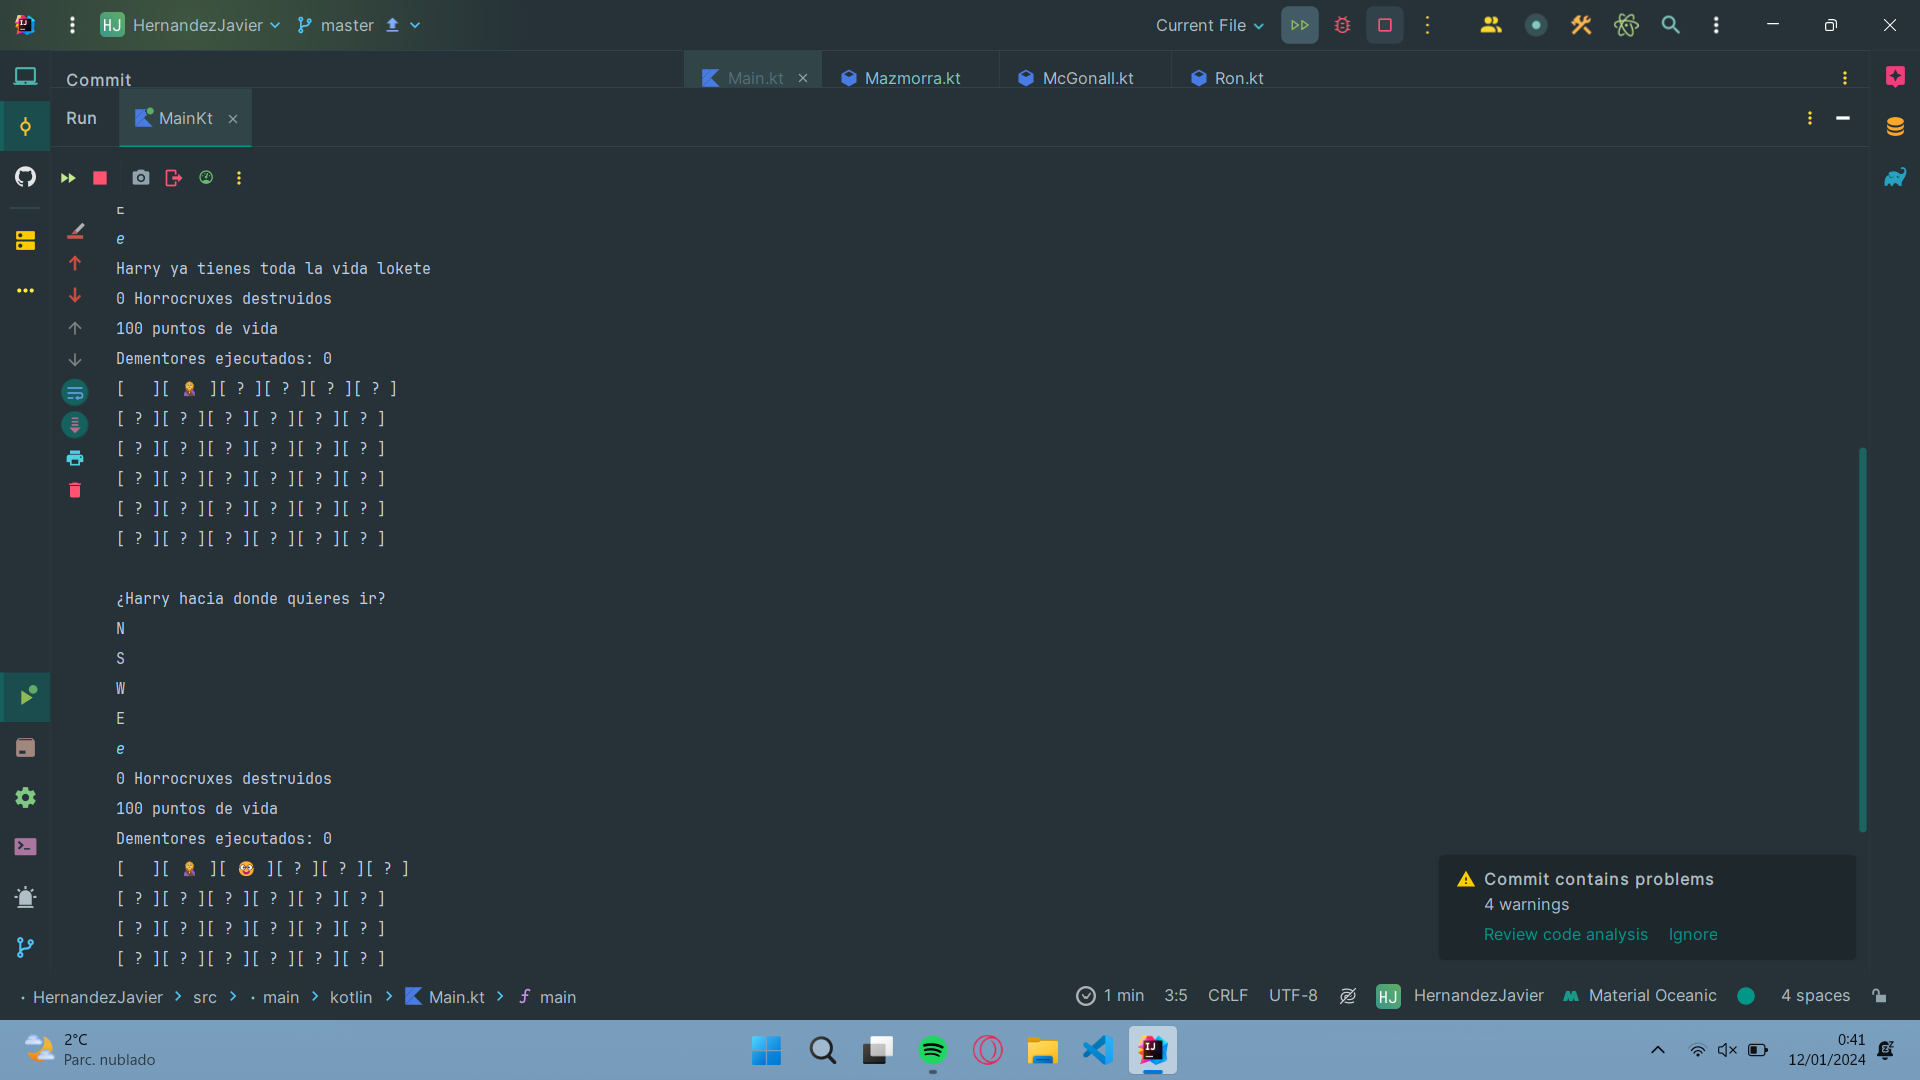 HJ HernandezJavier master Current File
Commit Main.kt Mazmorra.kt McGonall.kt Ron.kt
Run MainKt
e
Harry ya tienes toda la vida lokete
0 Horrocruxes destruidos
100 puntos de vida
Dementores ejecutados: 0
[   ][ 🤦‍♀️ ][ ? ][ ? ][ ? ][ ? ]
[ ? ][ ? ][ ? ][ ? ][ ? ][ ? ]
[ ? ][ ? ][ ? ][ ? ][ ? ][ ? ]
[ ? ][ ? ][ ? ][ ? ][ ? ][ ? ]
[ ? ][ ? ][ ? ][ ? ][ ? ][ ? ]
[ ? ][ ? ][ ? ][ ? ][ ? ][ ? ]
¿Harry hacia donde quieres ir?
N
S
W
E
e
0 Horrocruxes destruidos
100 puntos de vida
Dementores ejecutados: 0
[   ][ 🤦‍♀️ ][ 🤓 ][ ? ][ ? ][ ? ]
[ ? ][ ? ][ ? ][ ? ][ ? ][ ? ]
[ ? ][ ? ][ ? ][ ? ][ ? ][ ? ]
[ ? ][ ? ][ ? ][ ? ][ ? ][ ? ]
Commit contains problems
4 warnings
Review code analysis Ignore
HernandezJavier > src > main > kotlin > Main.kt > main 1 min 3:5 CRLF UTF-8 HJ HernandezJavier Material Oceanic 4 spaces
2°C
Parc. nublado
0:41
12/01/2024